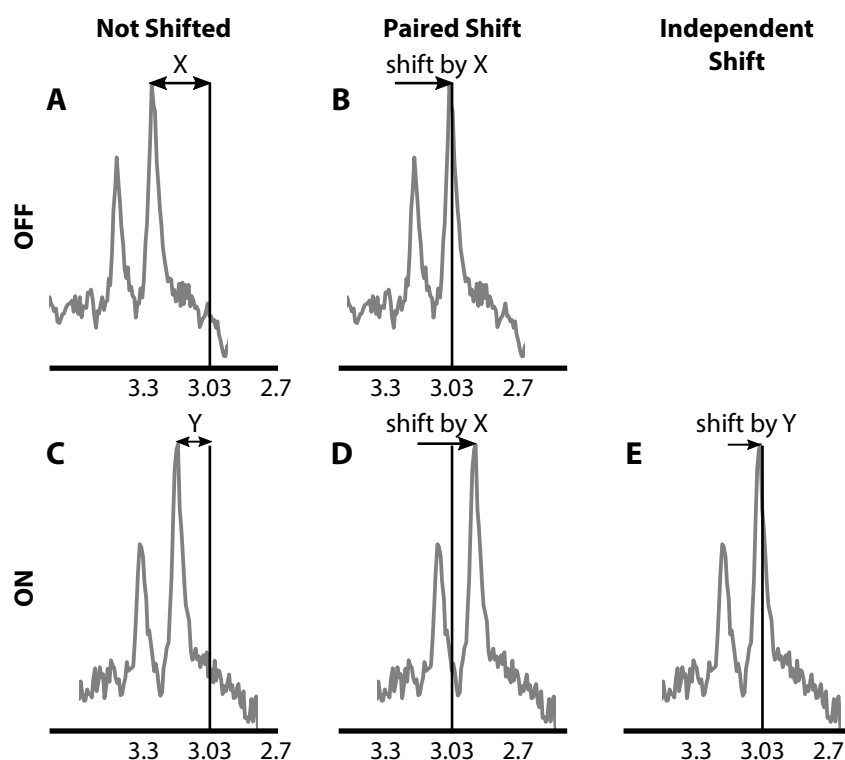 Not Shifted
Paired Shift
Independent
Shift
X
shift by X
A
B
OFF
3.3 3.03 2.7
3.3 3.03 2.7
Y
shift by X
shift by Y
C
D
E
ON
3.3 3.03 2.7
3.3 3.03 2.7
3.3 3.03 2.7